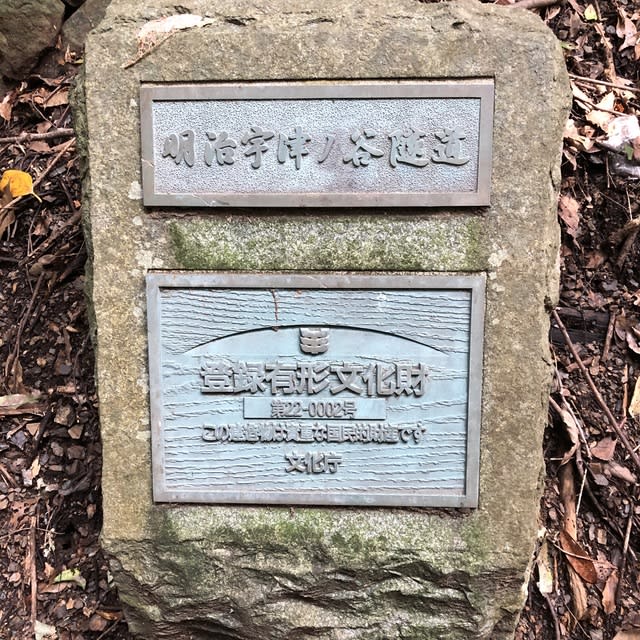 明治宇津ノ谷隧道
登録有形文化財
第22-0002号
この建造物は貴重な国民的財産です
文化庁